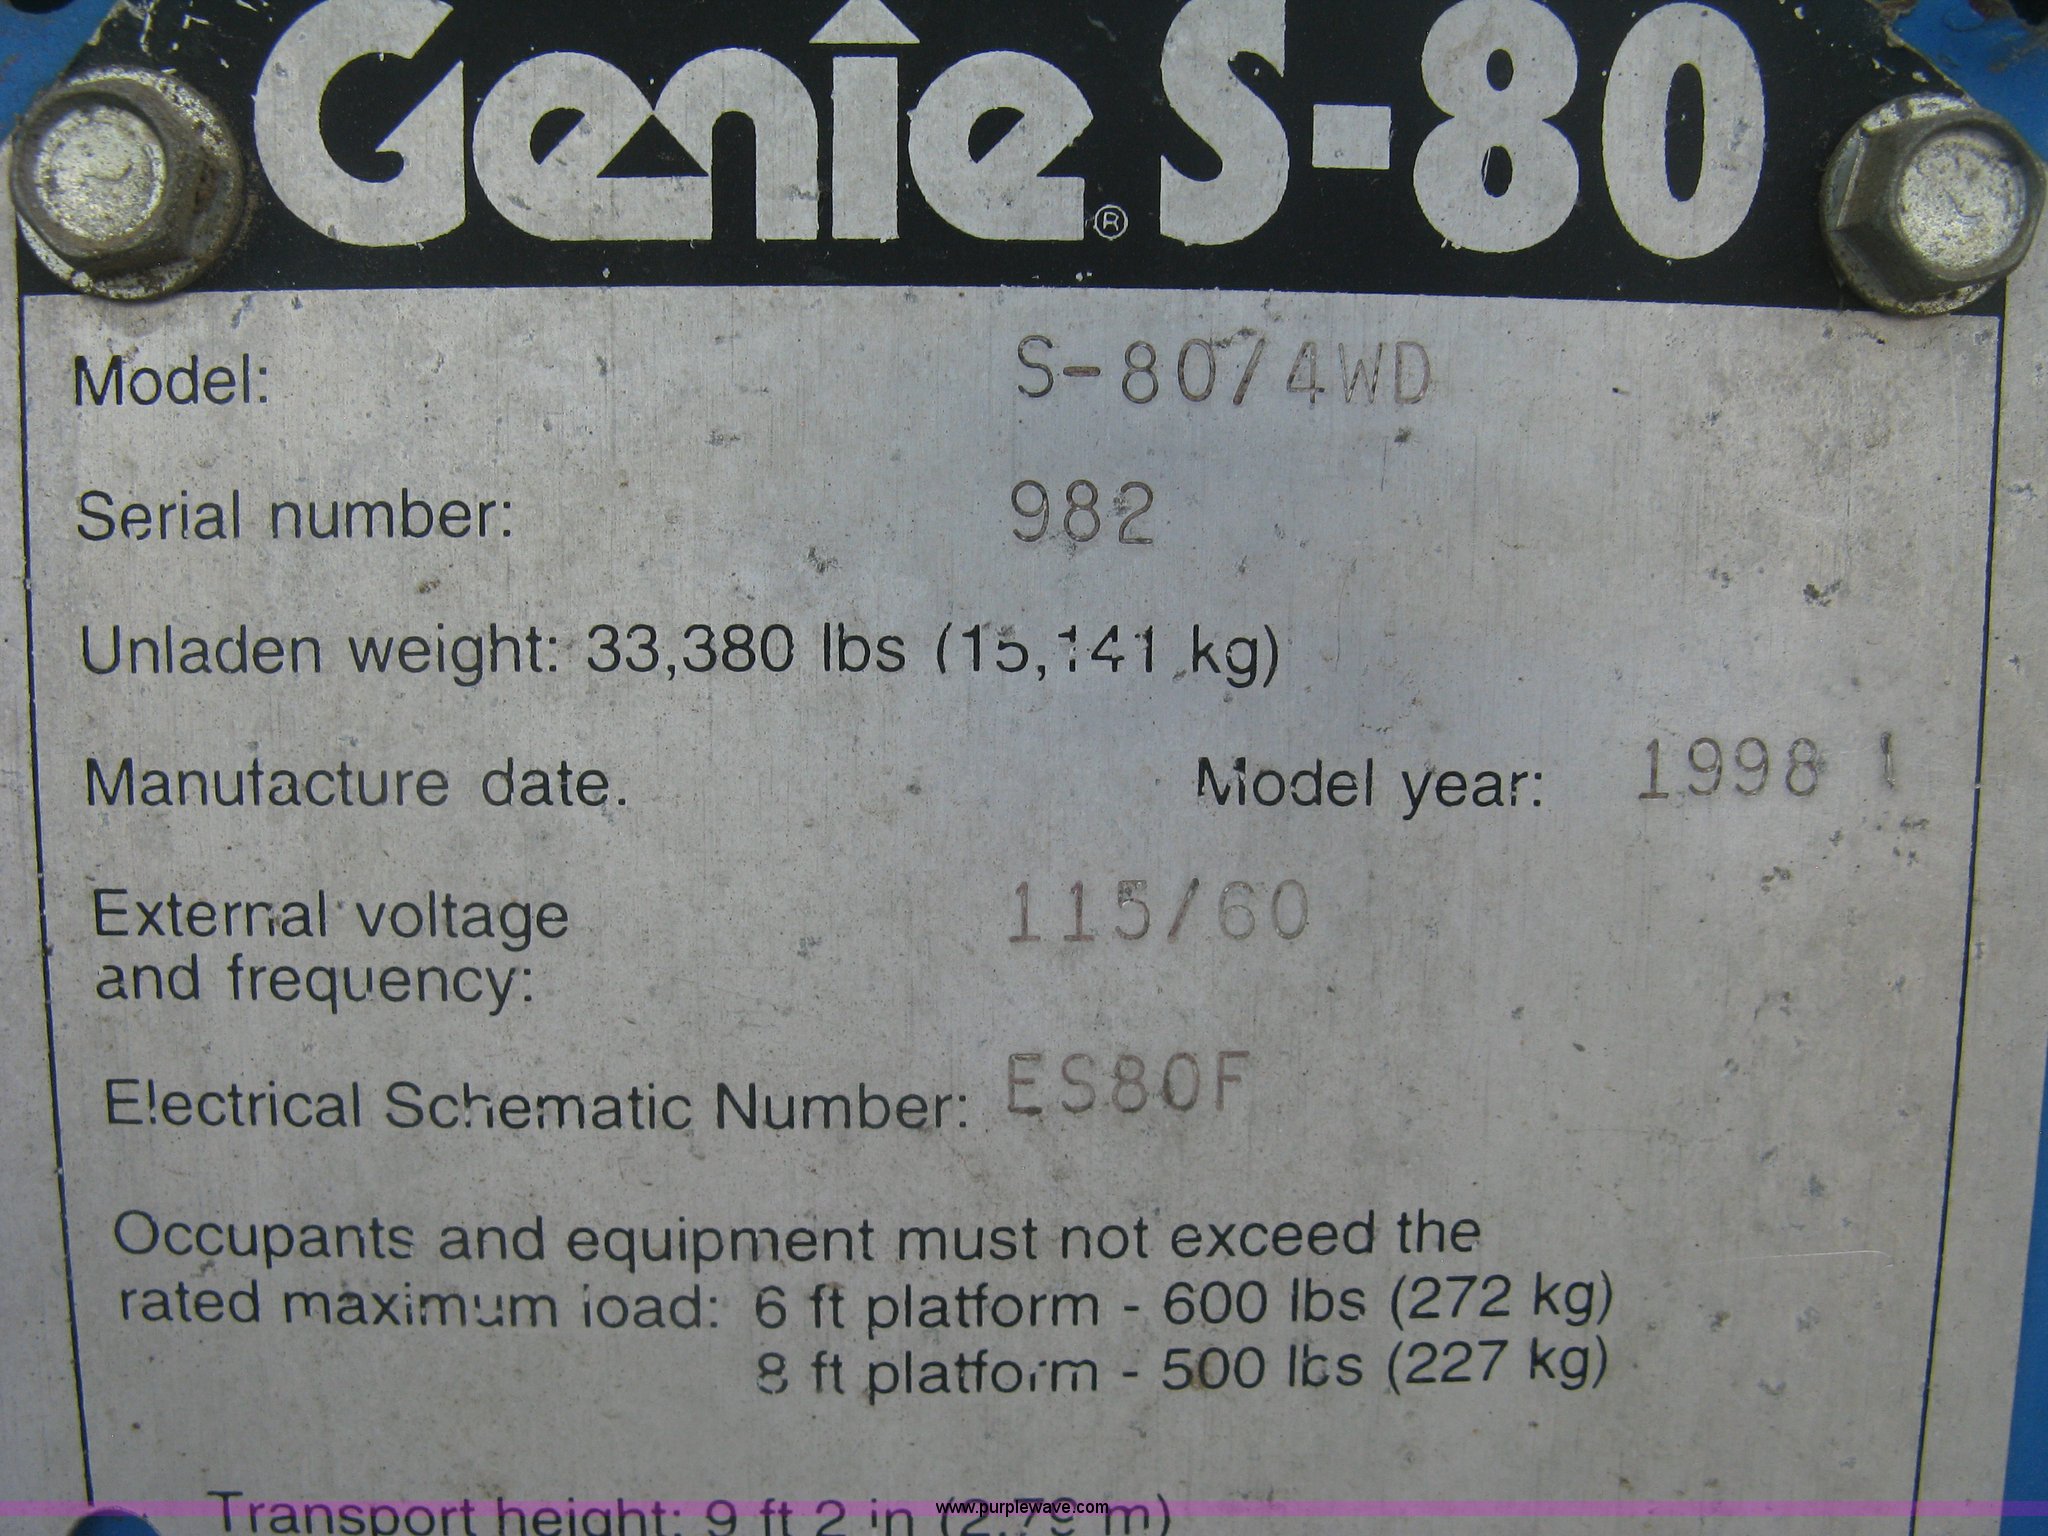 Genie® S-80
Model: S-80/4WD
Serial number: 982
Unladen weight: 33,380 lbs (15,141 kg)
Manufacture date: Model year: 1998
External voltage 115/60
and frequency:
Electrical Schematic Number: ES80F
Occupants and equipment must not exceed the
rated maximum load: 6 ft platform - 600 lbs (272 kg)
8 ft platform - 500 lbs (227 kg)
Transport height: 9 ft 2 in (2.79 m)
www.purplewave.com